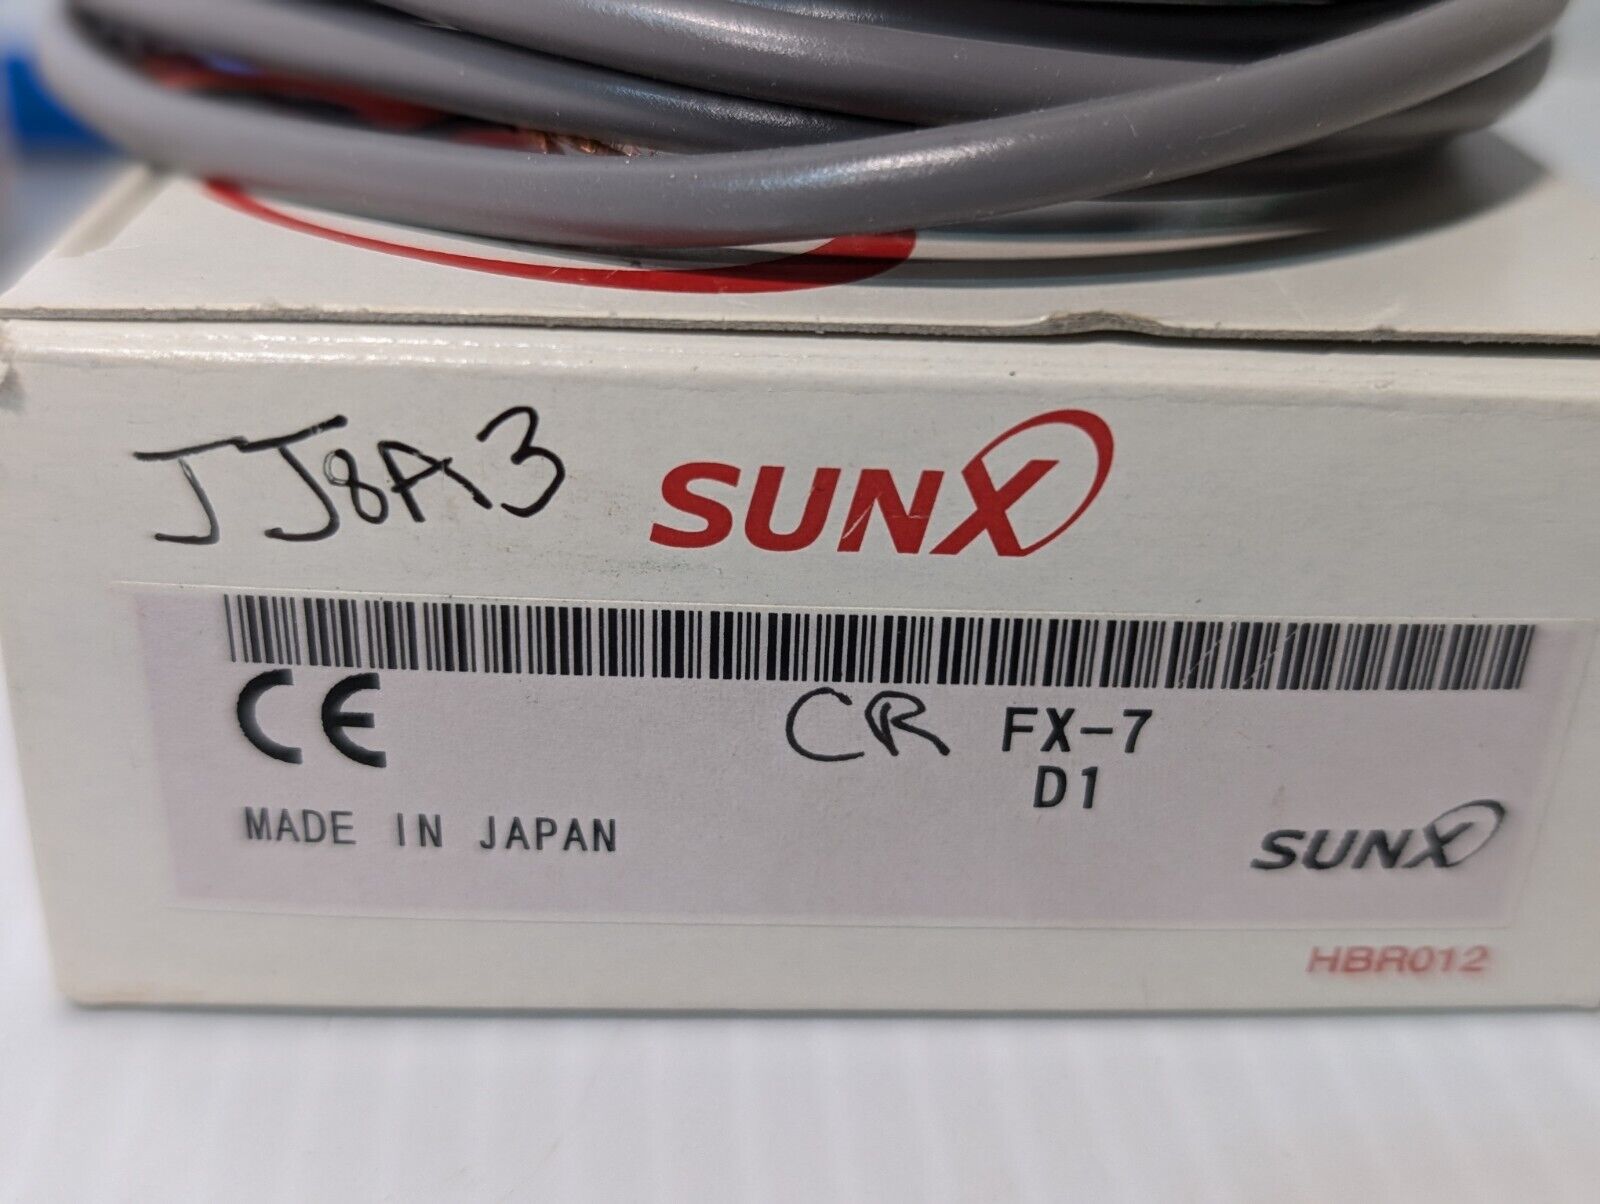 JJ8A3
SUNX
CE
CR FX-7
D1
MADE IN JAPAN
SUNX
HBR012